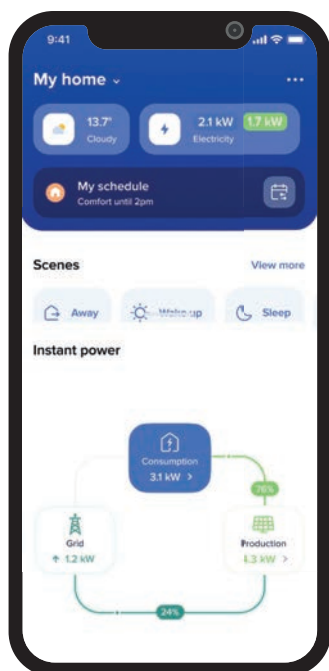 9:41
My home
13.7°
Cloudy
2.1 kW 1.7 kW
Electricity
My schedule
Comfort until 2pm
Scenes View more
Away Wake up Sleep
Instant power
Consumption
3.1 kW >
76%
Grid
↑ 1.2 kW
Production
4.3 kW >
24%